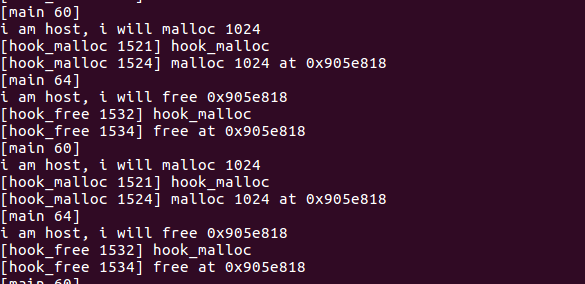 [main 60]
i am host, i will malloc 1024
[hook_malloc 1521] hook_malloc
[hook_malloc 1524] malloc 1024 at 0x905e818
[main 64]
i am host, i will free 0x905e818
[hook_free 1532] hook_malloc
[hook_free 1534] free at 0x905e818
[main 60]
i am host, i will malloc 1024
[hook_malloc 1521] hook_malloc
[hook_malloc 1524] malloc 1024 at 0x905e818
[main 64]
i am host, i will free 0x905e818
[hook_free 1532] hook_malloc
[hook_free 1534] free at 0x905e818
[main 60]